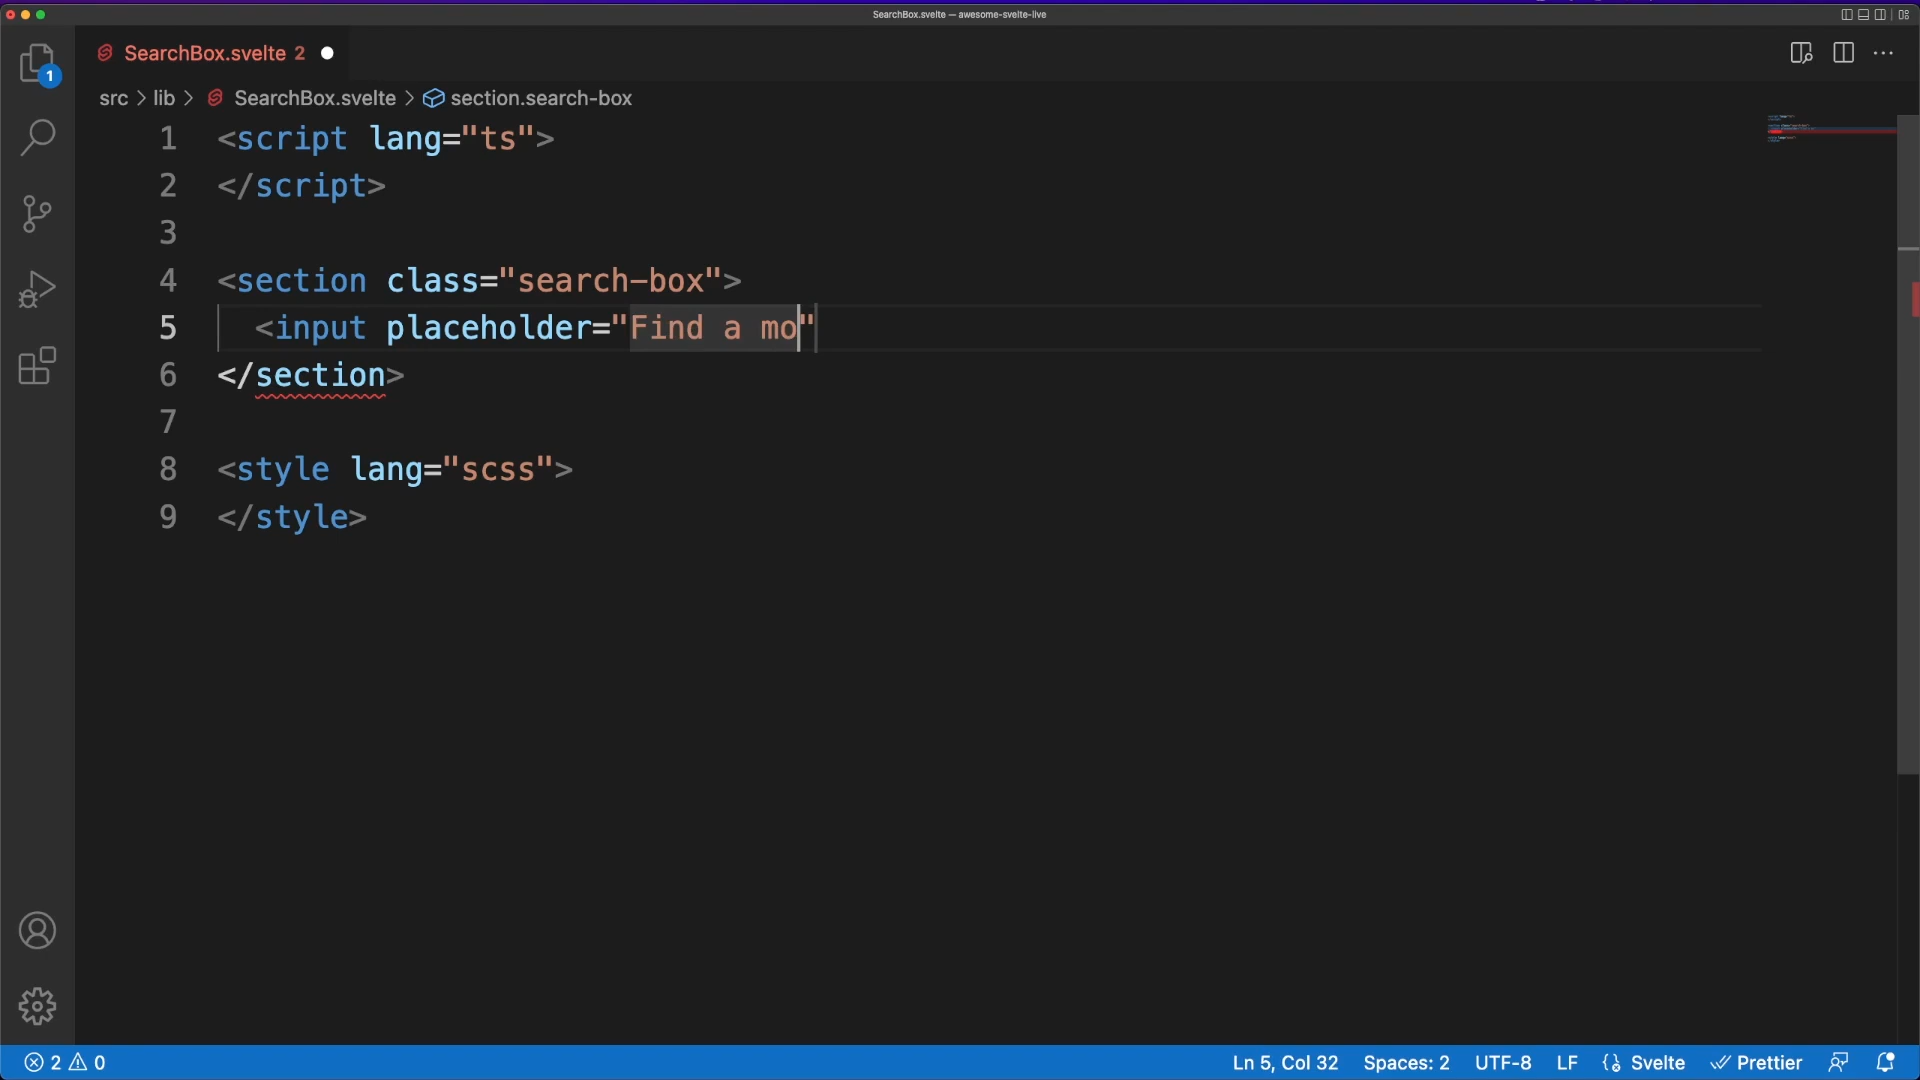 SearchBox.svelte — awesome-svelte-live
SearchBox.svelte 2
1
src > lib > SearchBox.svelte > section.search-box
1 <script lang="ts">
2 </script>
3
4 <section class="search-box">
5 <input placeholder="Find a mo"
6 </section>
7
8 <style lang="scss">
9 </style>
2 0 Ln 5, Col 32 Spaces: 2 UTF-8 LF Svelte Prettier